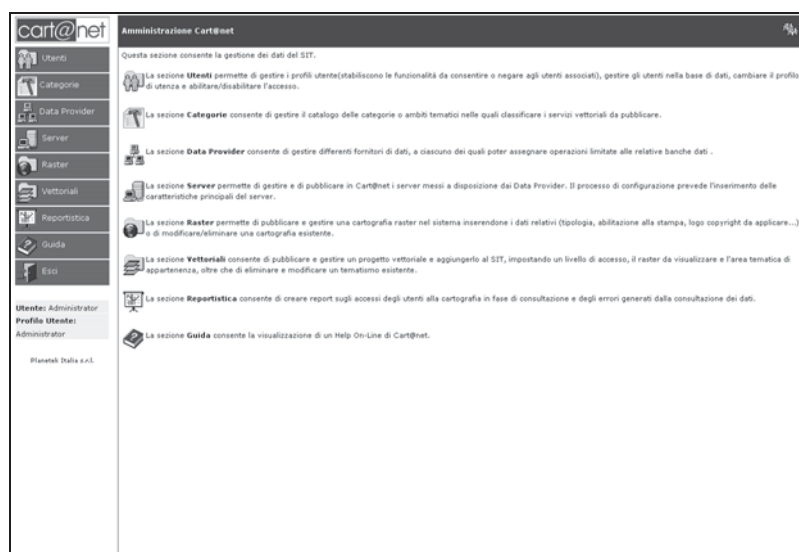 cart@net
Utenti
Categorie
Data Provider
Server
Raster
Vettoriali
Reportistica
Guida
Esci
Utente: Administrator
Profilo Utente:
Administrator
Planetek Italia s.r.l.
Amministrazione Cart@net
Questa sezione consente la gestione dei dati del SIT.
La sezione Utenti permette di gestire i profili utente(stabiliscono le funzionalità da consentire o negare agli utenti associati), gestire gli utenti nella base di dati, cambiare il profilo
di utenza e abilitare/disabilitare l'accesso.
La sezione Categorie consente di gestire il catalogo delle categorie o ambiti tematici nelle quali classificare i servizi vettoriali da pubblicare.
La sezione Data Provider consente di gestire differenti fornitori di dati, a ciascuno dei quali poter assegnare operazioni limitate alle relative banche dati .
La sezione Server permette di gestire e di pubblicare in Cart@net i server messi a disposizione dai Data Provider. Il processo di configurazione prevede l'inserimento delle
caratteristiche principali del server.
La sezione Raster permette di pubblicare e gestire una cartografia raster nel sistema inserendone i dati relativi (tipologia, abilitazione alla stampa, logo copyright da applicare...)
o di modificare/eliminare una cartografia esistente.
La sezione Vettoriali consente di pubblicare e gestire un progetto vettoriale e aggiungerlo al SIT, impostando un livello di accesso, il raster da visualizzare e l'area tematica di
appartenenza, oltre che di eliminare e modificare un tematismo esistente.
La sezione Reportistica consente di creare report sugli accessi degli utenti alla cartografia in fase di consultazione e degli errori generati dalla consultazione dei dati.
La sezione Guida consente la visualizzazione di un Help On-Line di Cart@net.